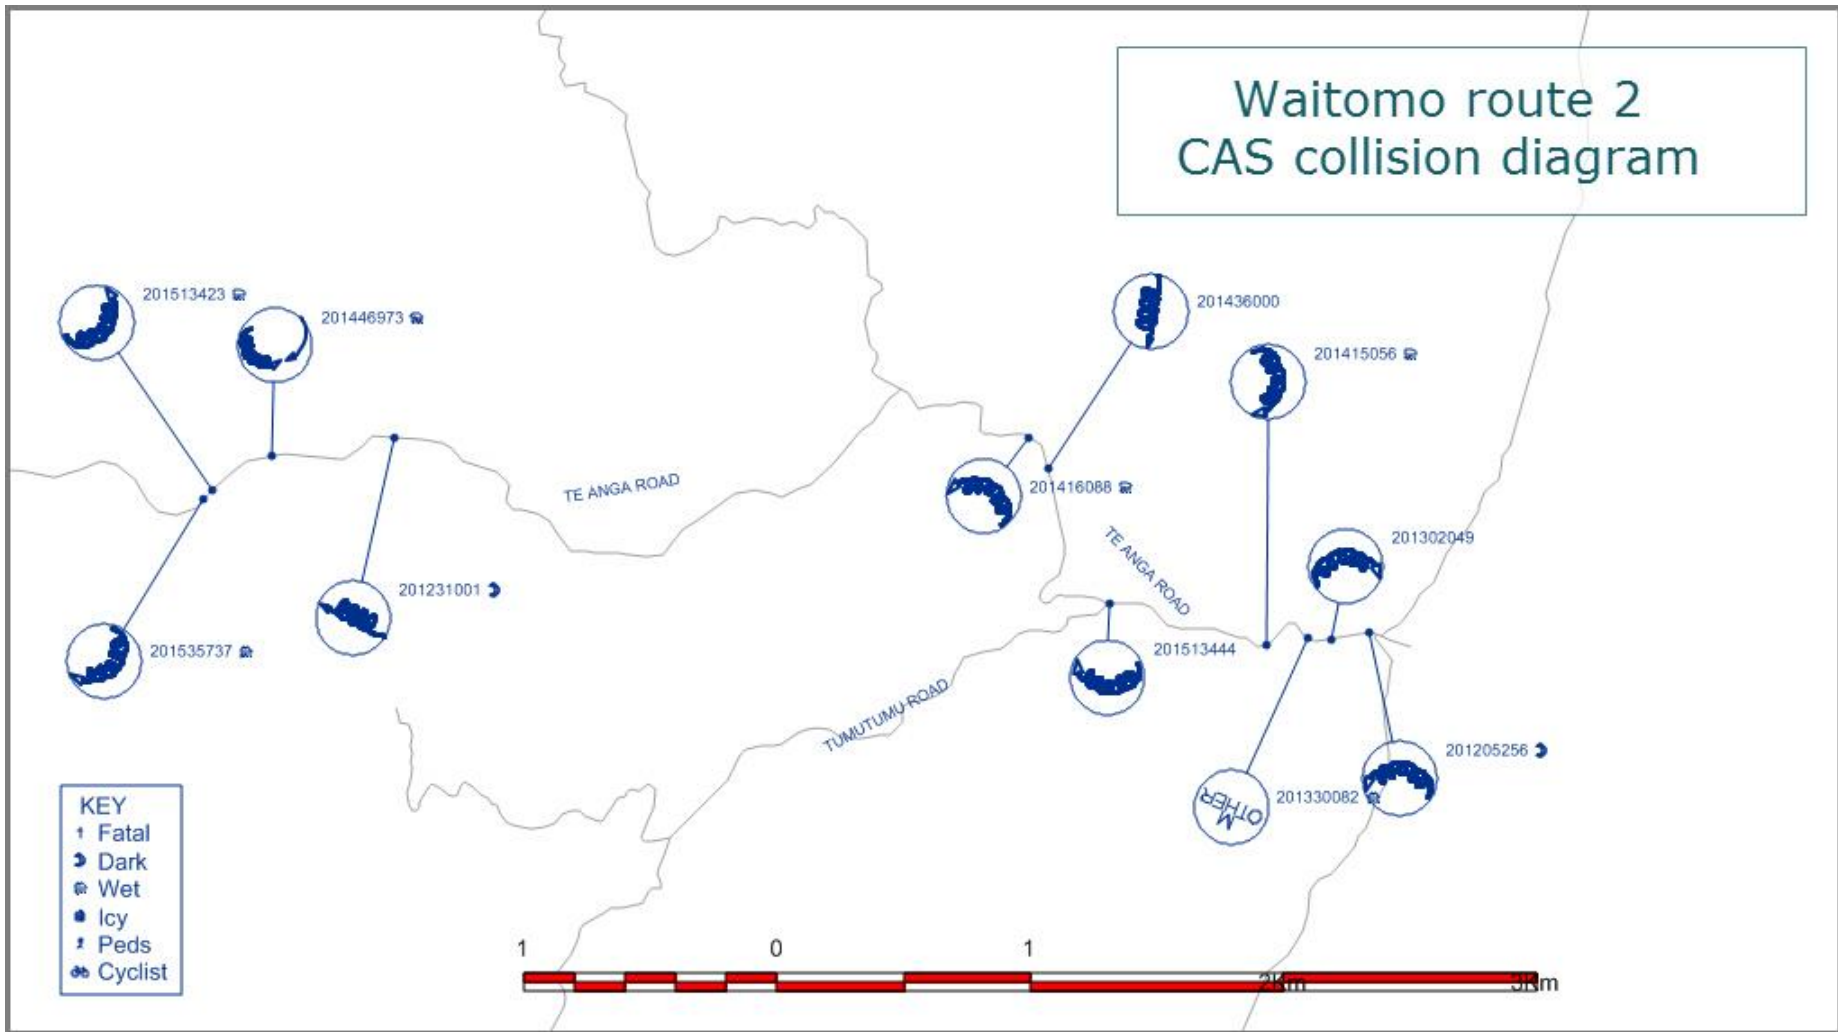 Waitomo route 2
CAS collision diagram
201513423
201446973
201436000
201415056
TE ANGA ROAD
201416088
TE ANGA ROAD
201302049
201231001
201535737
201513444
TUMUTUMU ROAD
201205256
OTHER
M
201330082
KEY
Fatal
Dark
Wet
Icy
Peds
Cyclist
1 0 1 2Km 3Km